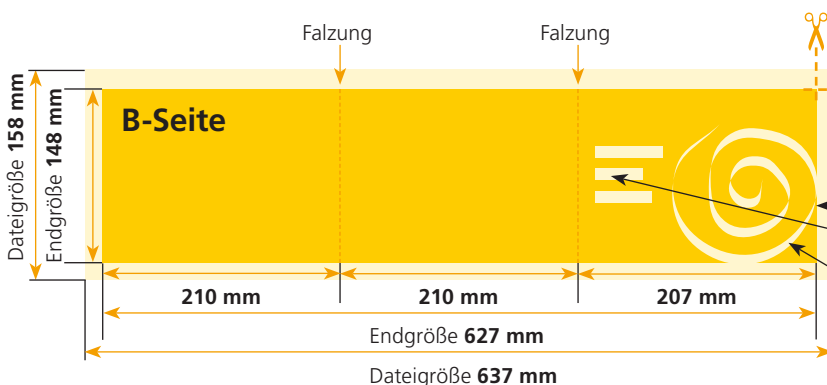 Falzung
Falzung
B-Seite
Dateigröße 158 mm
Endgröße 148 mm
210 mm
210 mm
207 mm
Endgröße 627 mm
Dateigröße 637 mm